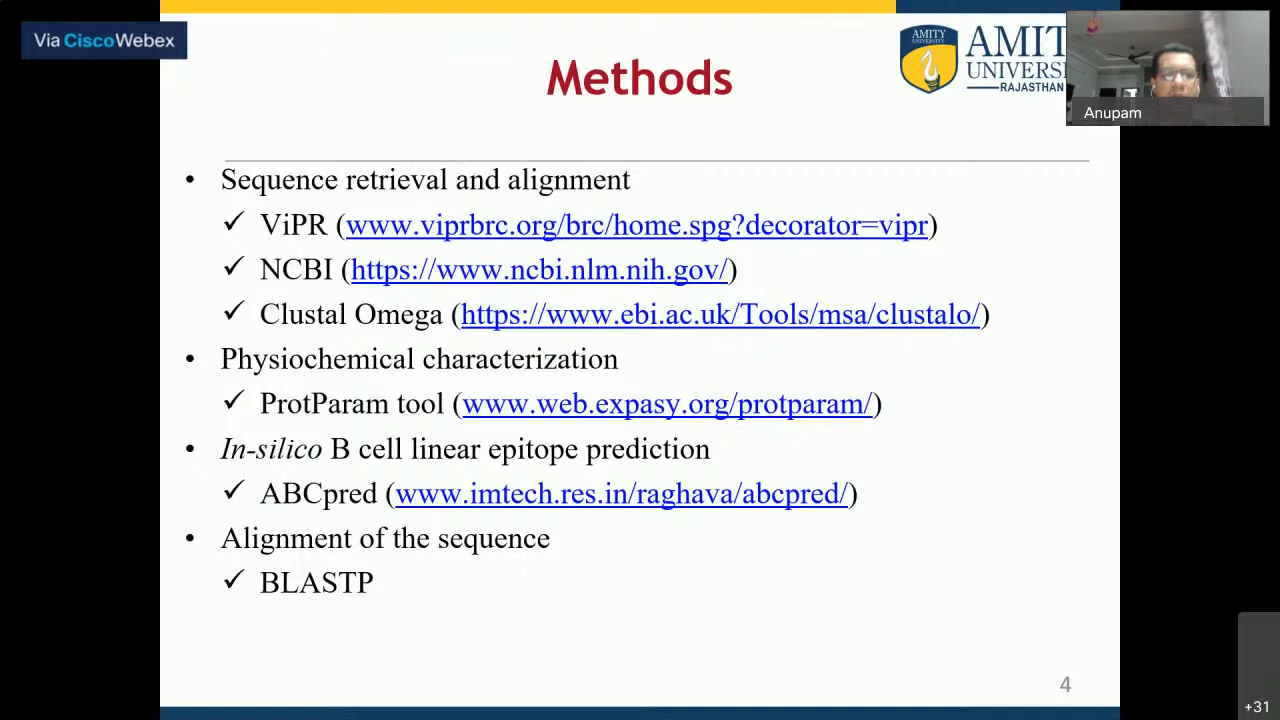 Via CiscoWebex
Methods
AMITY
UNIVERSITY
AMIT
UNIVERSI
RAJASTHAN
Anupam
• Sequence retrieval and alignment
✓ ViPR (www.viprbrc.org/brc/home.spg?decorator=vipr)
✓ NCBI (https://www.ncbi.nlm.nih.gov/)
✓ Clustal Omega (https://www.ebi.ac.uk/Tools/msa/clustalo/)
• Physiochemical characterization
✓ ProtParam tool (www.web.expasy.org/protparam/)
• In-silico B cell linear epitope prediction
✓ ABCpred (www.imtech.res.in/raghava/abcpred/)
• Alignment of the sequence
✓ BLASTP
4
+31